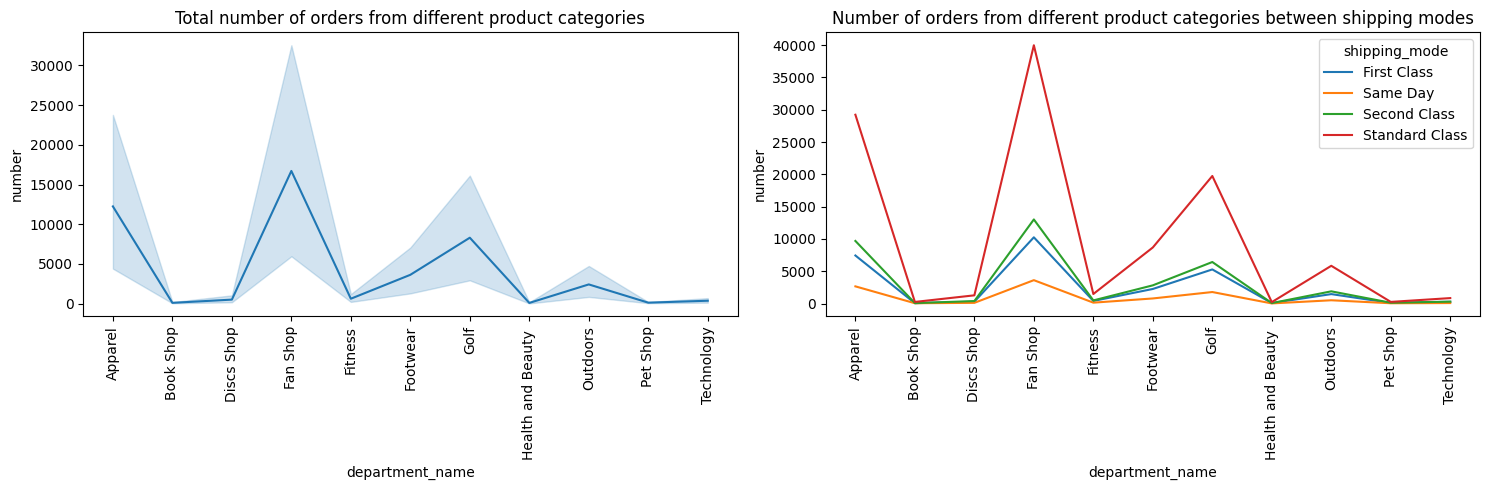 Total number of orders from different product categories
number
30000
25000
20000
15000
10000
5000
0
Apparel
Book Shop
Discs Shop
Fan Shop
Fitness
Footwear
Golf
Health and Beauty
Outdoors
Pet Shop
Technology
department_name
Number of orders from different product categories between shipping modes
number
40000
35000
30000
25000
20000
15000
10000
5000
0
shipping_mode
First Class
Same Day
Second Class
Standard Class
Apparel
Book Shop
Discs Shop
Fan Shop
Fitness
Footwear
Golf
Health and Beauty
Outdoors
Pet Shop
Technology
department_name